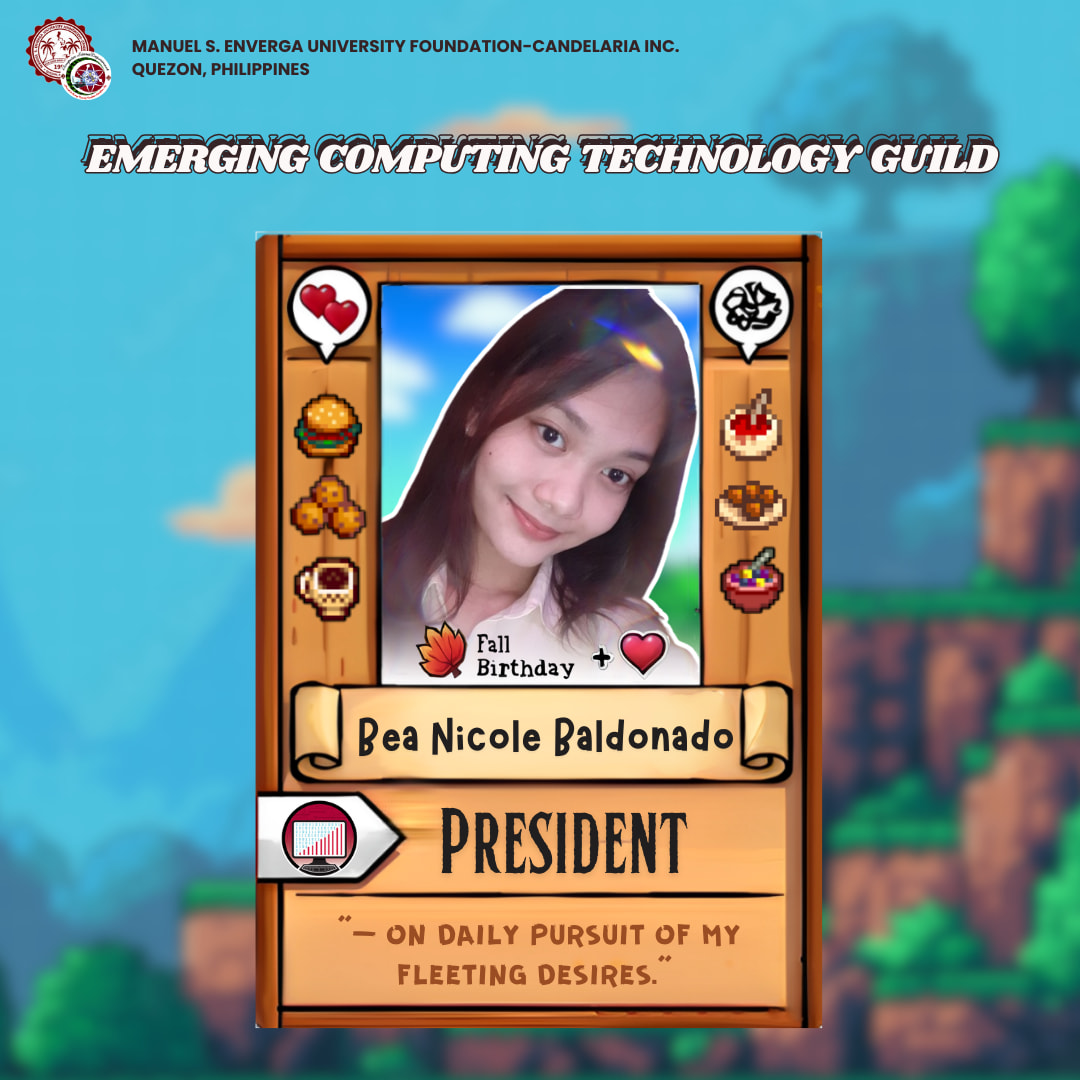 MANUEL S. ENVERGA UNIVERSITY FOUNDATION-CANDELARIA INC.
QUEZON, PHILIPPINES
EMERGING COMPUTING TECHNOLOGY GUILD
Fall
Birthday +
Bea Nicole Baldonado
PRESIDENT
"— ON DAILY PURSUIT OF MY
FLEETING DESIRES."